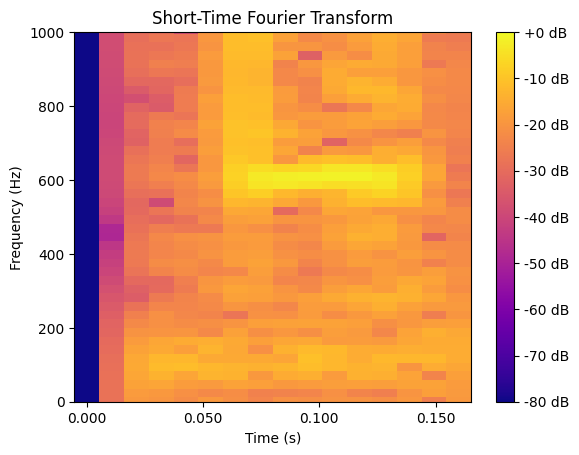 Short-Time Fourier Transform
1000
800
600
400
200
0
Frequency (Hz)
0.000
0.050
0.100
0.150
Time (s)
+0 dB
-10 dB
-20 dB
-30 dB
-40 dB
-50 dB
-60 dB
-70 dB
-80 dB